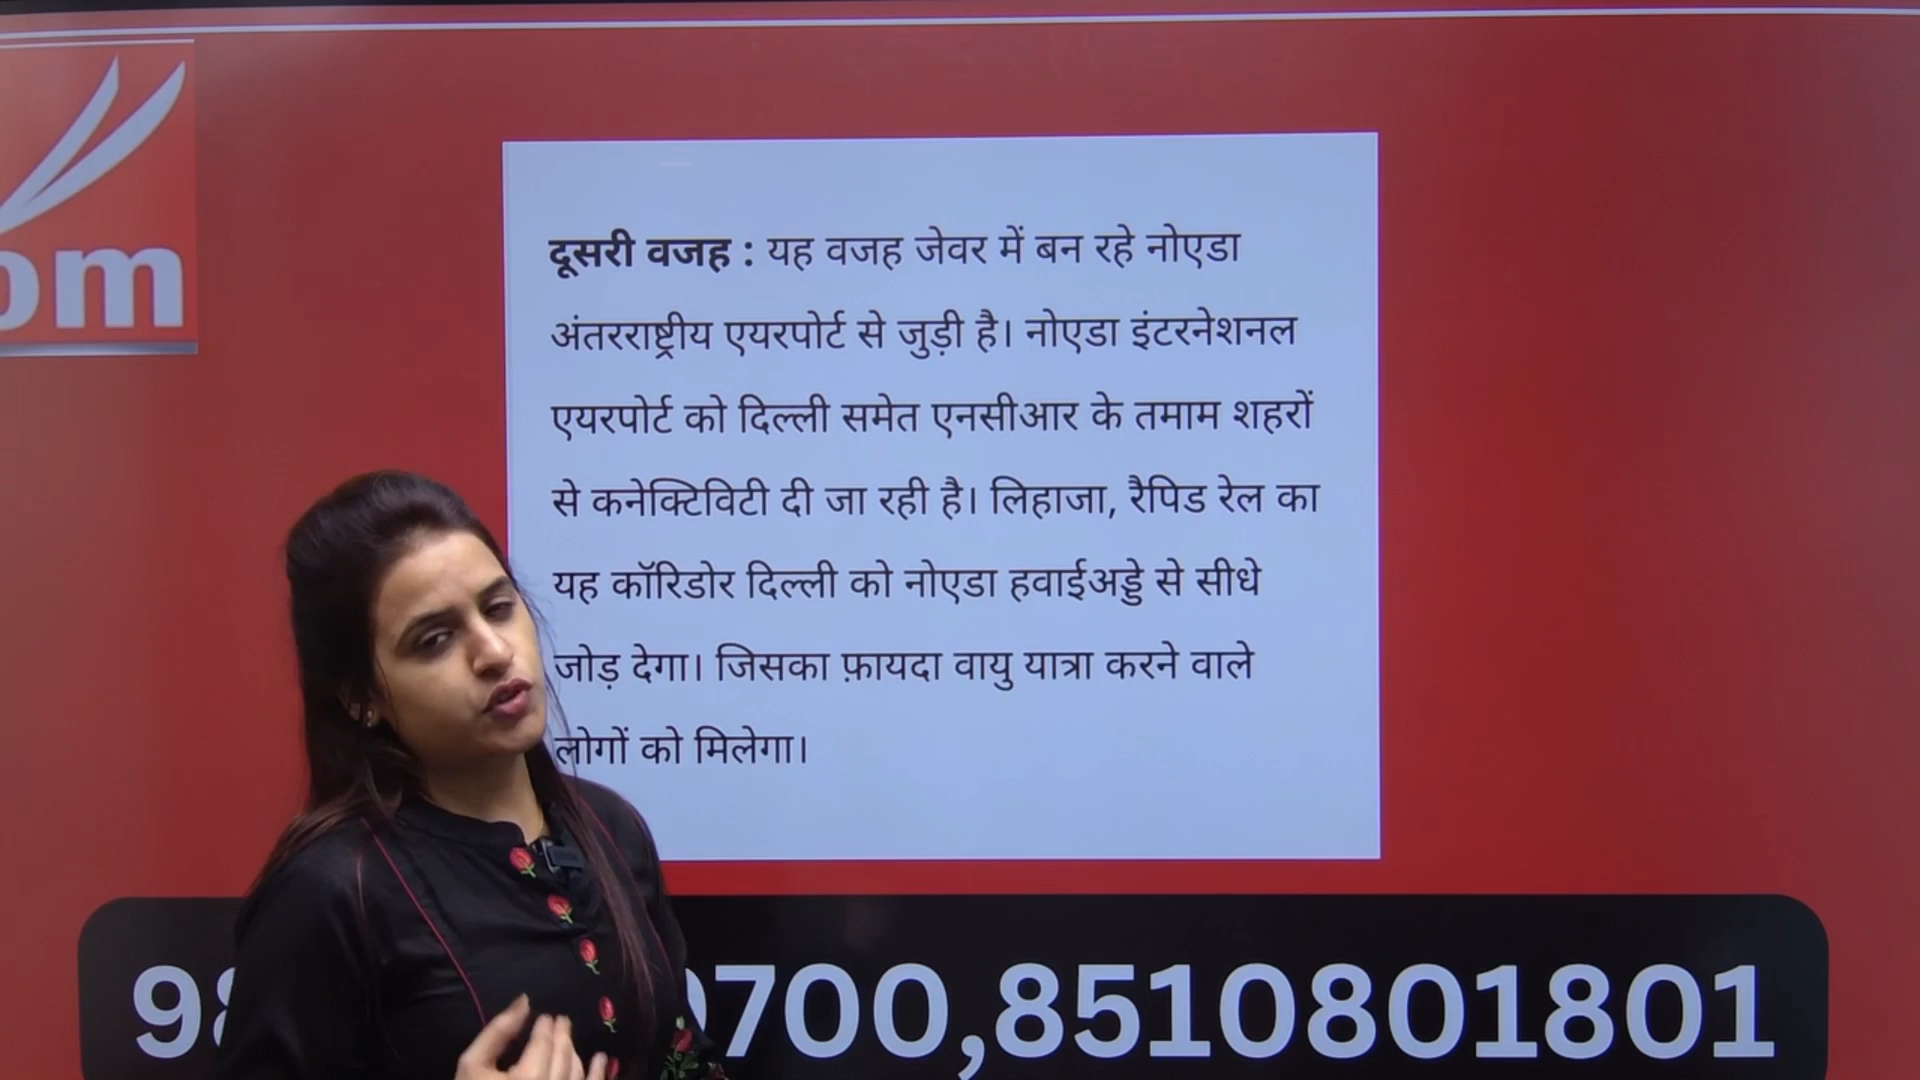 om
दूसरी वजह : यह वजह जेवर में बन रहे नोएडा
अंतरराष्ट्रीय एयरपोर्ट से जुड़ी है। नोएडा इंटरनेशनल
एयरपोर्ट को दिल्ली समेत एनसीआर के तमाम शहरों
से कनेक्टिविटी दी जा रही है। लिहाजा, रैपिड रेल का
यह कॉरिडोर दिल्ली को नोएडा हवाईअड्डे से सीधे
जोड़ देगा। जिसका फ़ायदा वायु यात्रा करने वाले
लोगों को मिलेगा।
700,8510801801